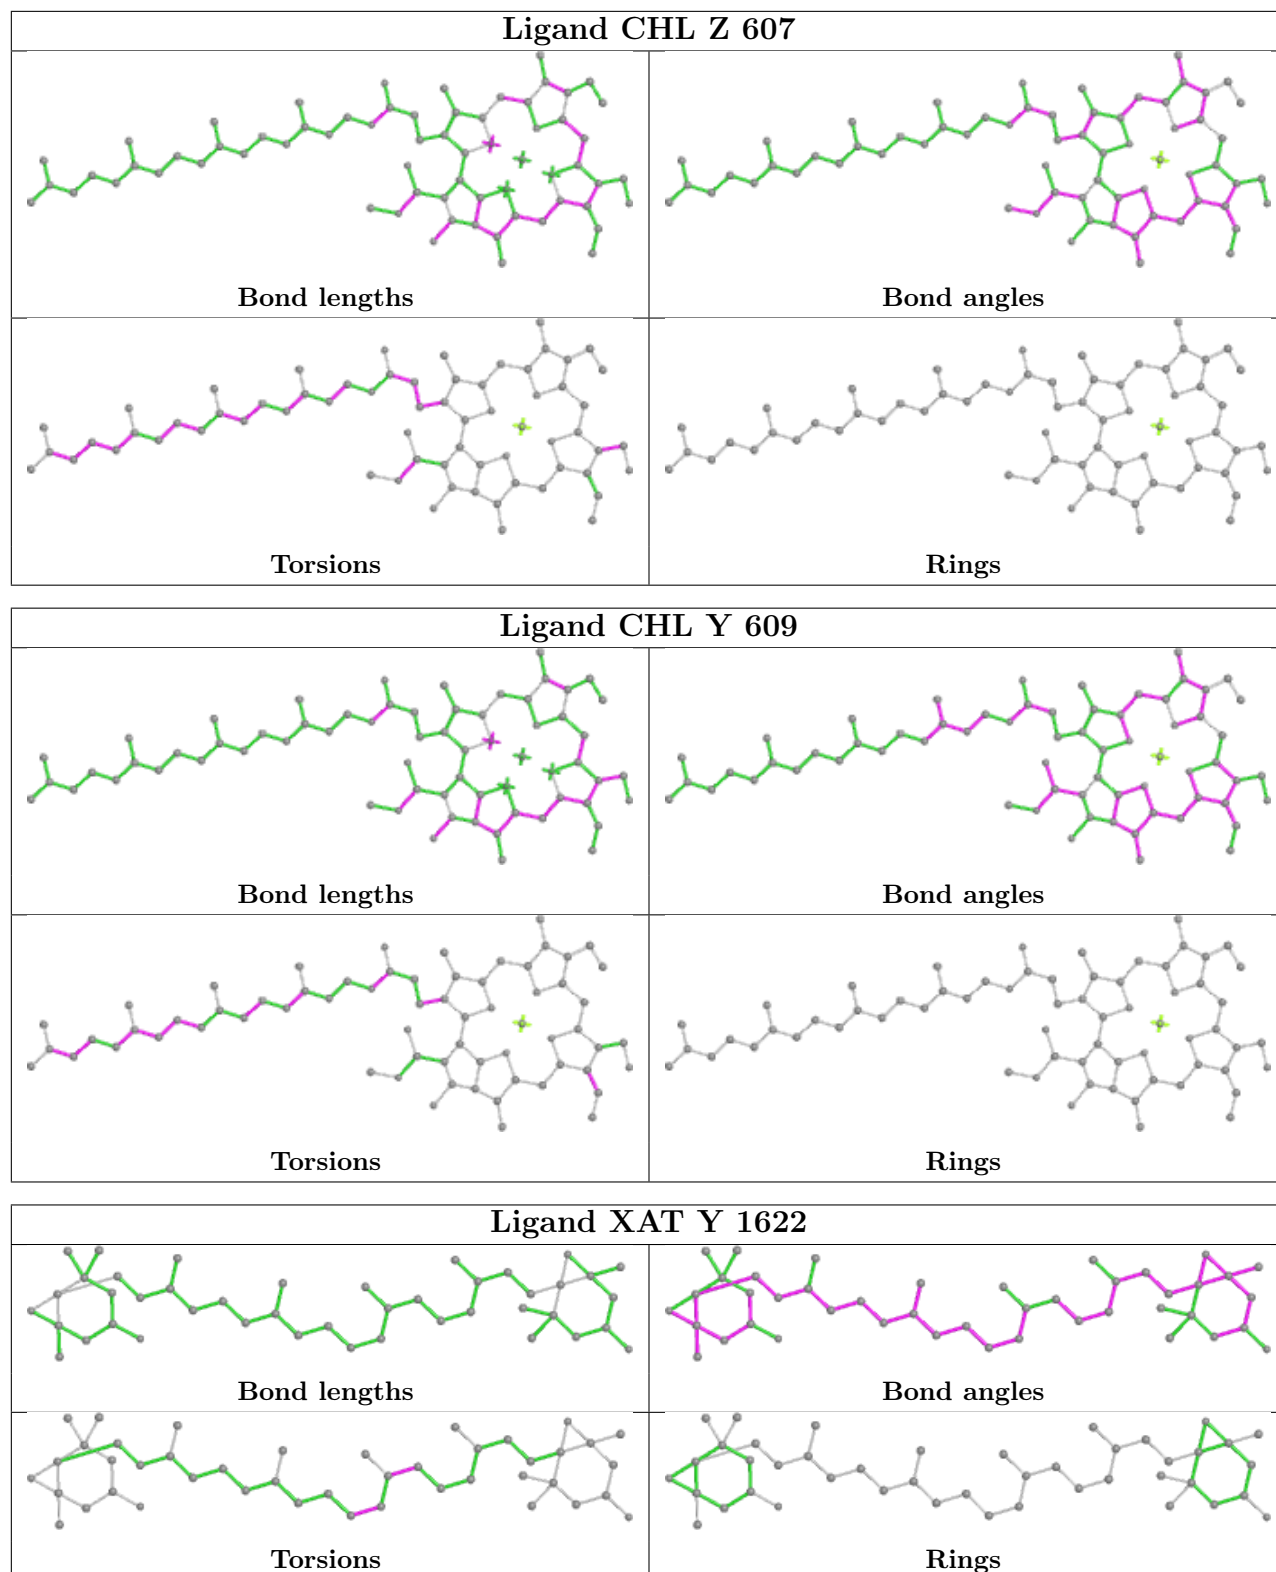 Ligand CHL Z 607
Bond lengths
Bond angles
Torsions
Rings
Ligand CHL Y 609
Bond lengths
Bond angles
Torsions
Rings
Ligand XAT Y 1622
Bond lengths
Bond angles
Torsions
Rings